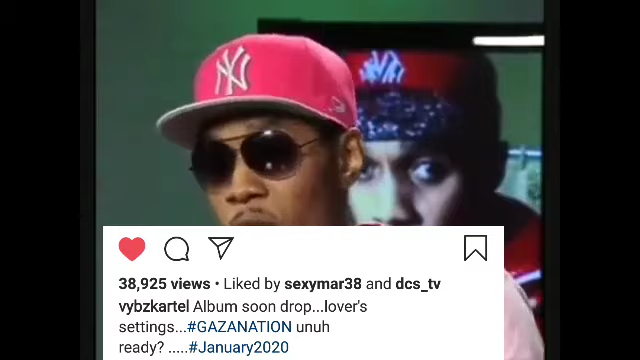 NY
NY
38,925 views • Liked by sexymar38 and dcs_tv
vybzkartel Album soon drop...lover's
settings...#GAZANATION unuh
ready? .....#January2020